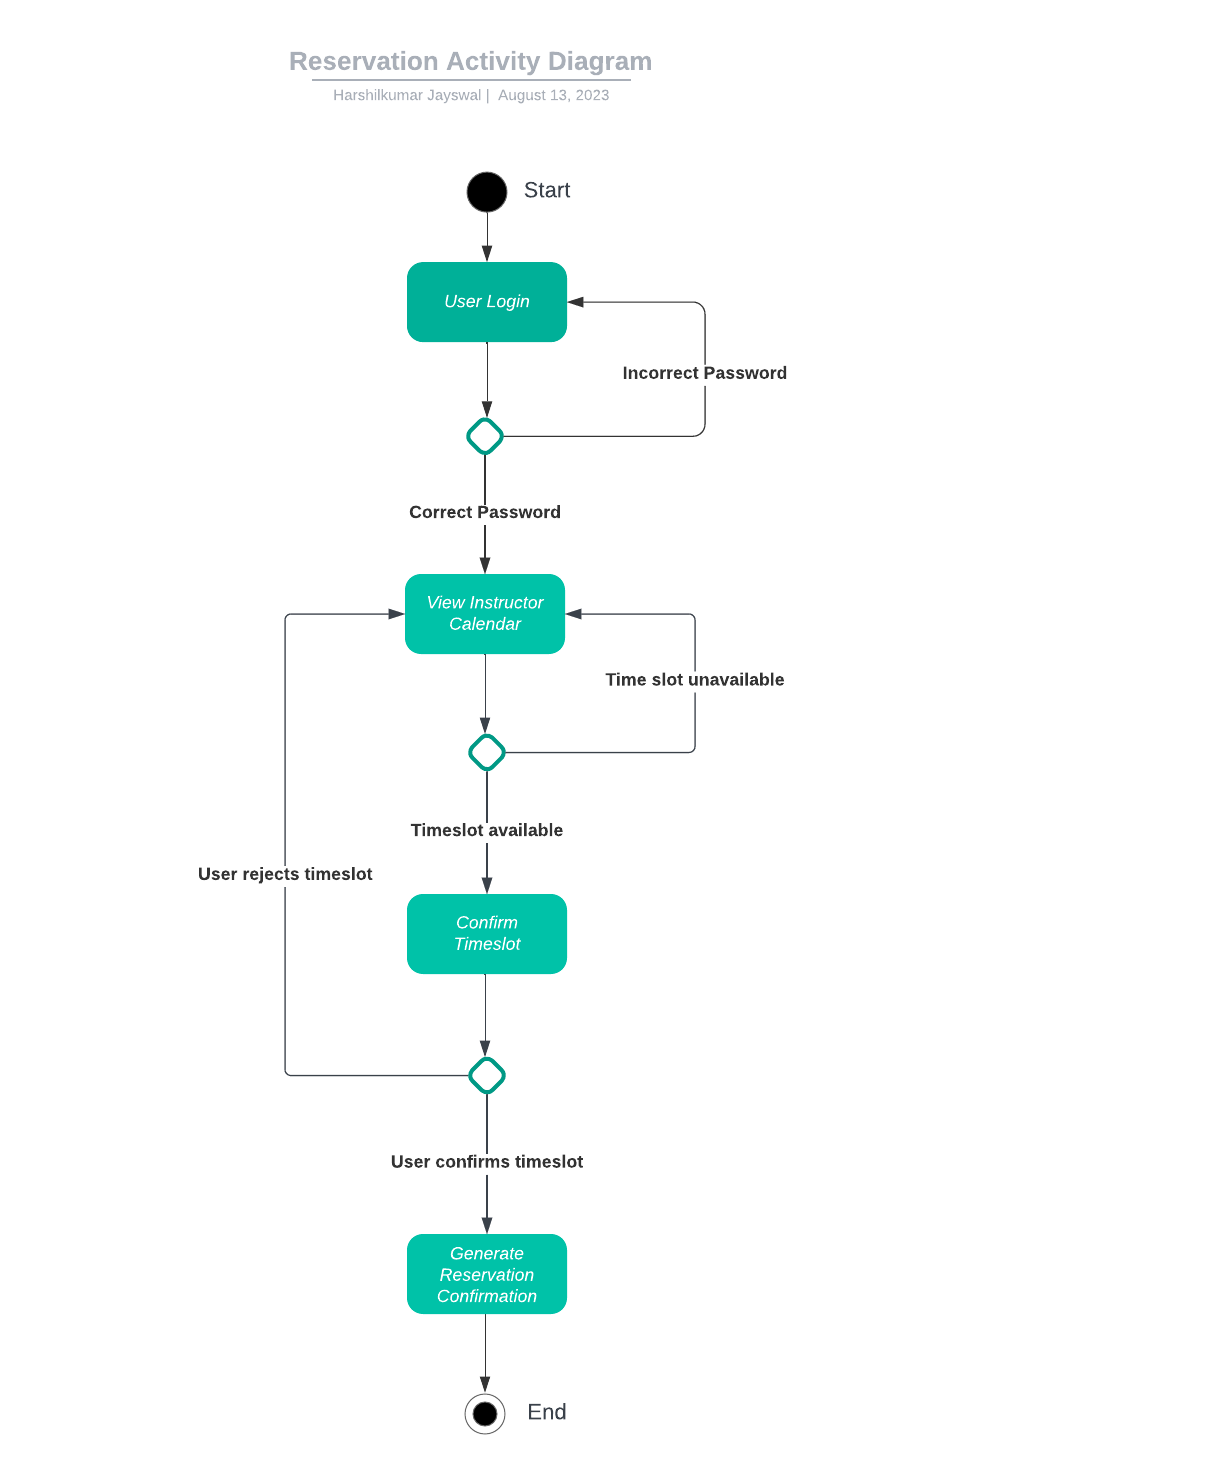 Reservation Activity Diagram
Harshilkumar Jayswal | August 13, 2023
Start
User Login
Incorrect Password
Correct Password
View Instructor
Calendar
Time slot unavailable
Timeslot available
User rejects timeslot
Confirm
Timeslot
User confirms timeslot
Generate
Reservation
Confirmation
End